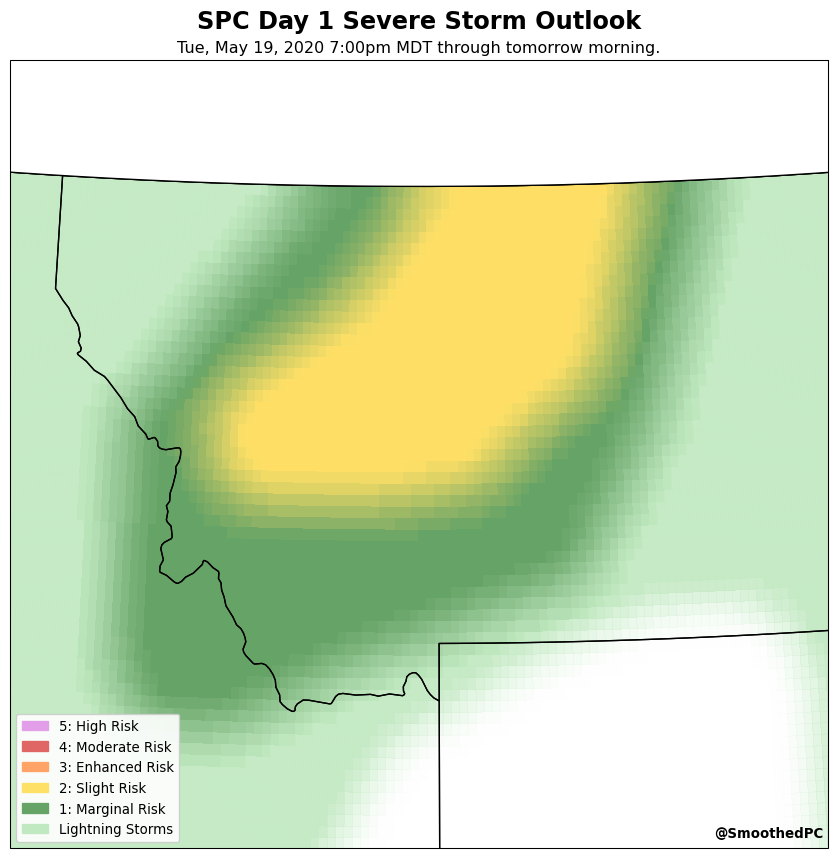 SPC Day 1 Severe Storm Outlook
Tue, May 19, 2020 7:00pm MDT through tomorrow morning.
5: High Risk
4: Moderate Risk
3: Enhanced Risk
2: Slight Risk
1: Marginal Risk
Lightning Storms
@SmoothedPC